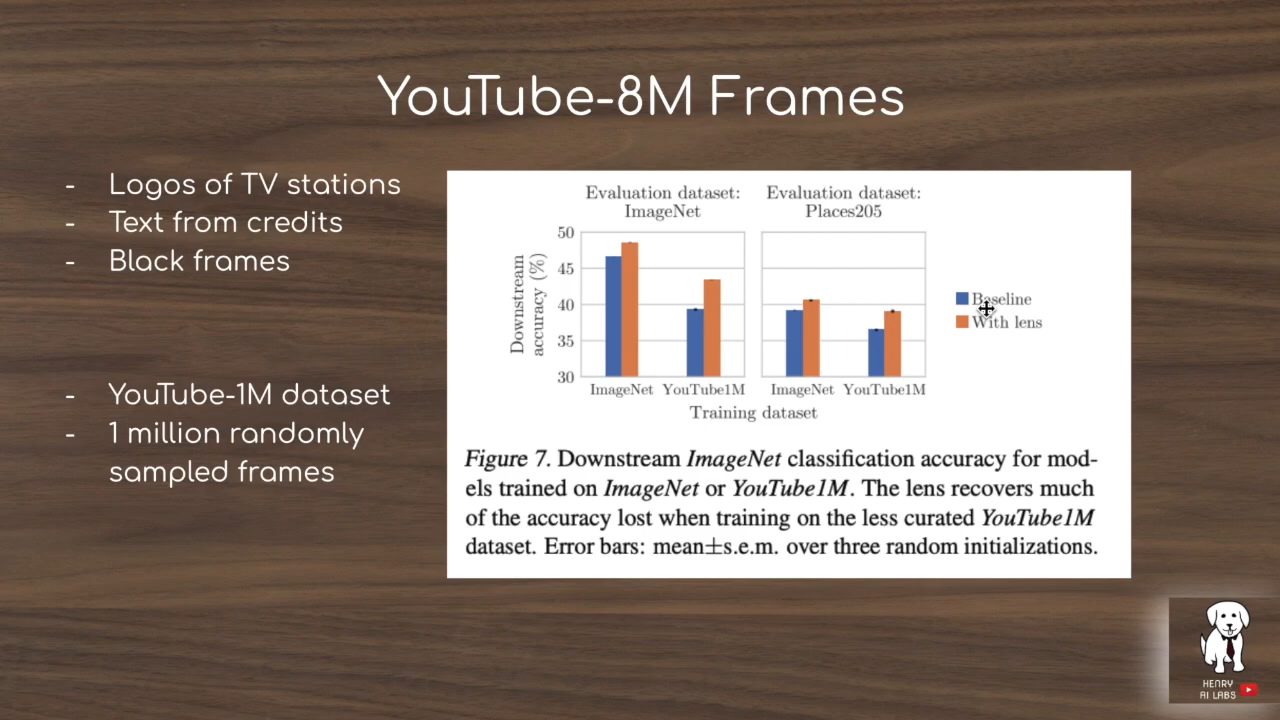 YouTube-8M Frames
- Logos of TV stations
- Text from credits
- Black frames
- YouTube-1M dataset
- 1 million randomly
sampled frames
Evaluation dataset:
ImageNet
Evaluation dataset:
Places205
Downstream
accuracy (%)
50
45
40
35
30
ImageNet YouTube1M
ImageNet YouTube1M
Training dataset
Baseline
With lens
Figure 7. Downstream ImageNet classification accuracy for mod-
els trained on ImageNet or YouTube1M. The lens recovers much
of the accuracy lost when training on the less curated YouTube1M
dataset. Error bars: mean±s.e.m. over three random initializations.
HENRY
AI LABS